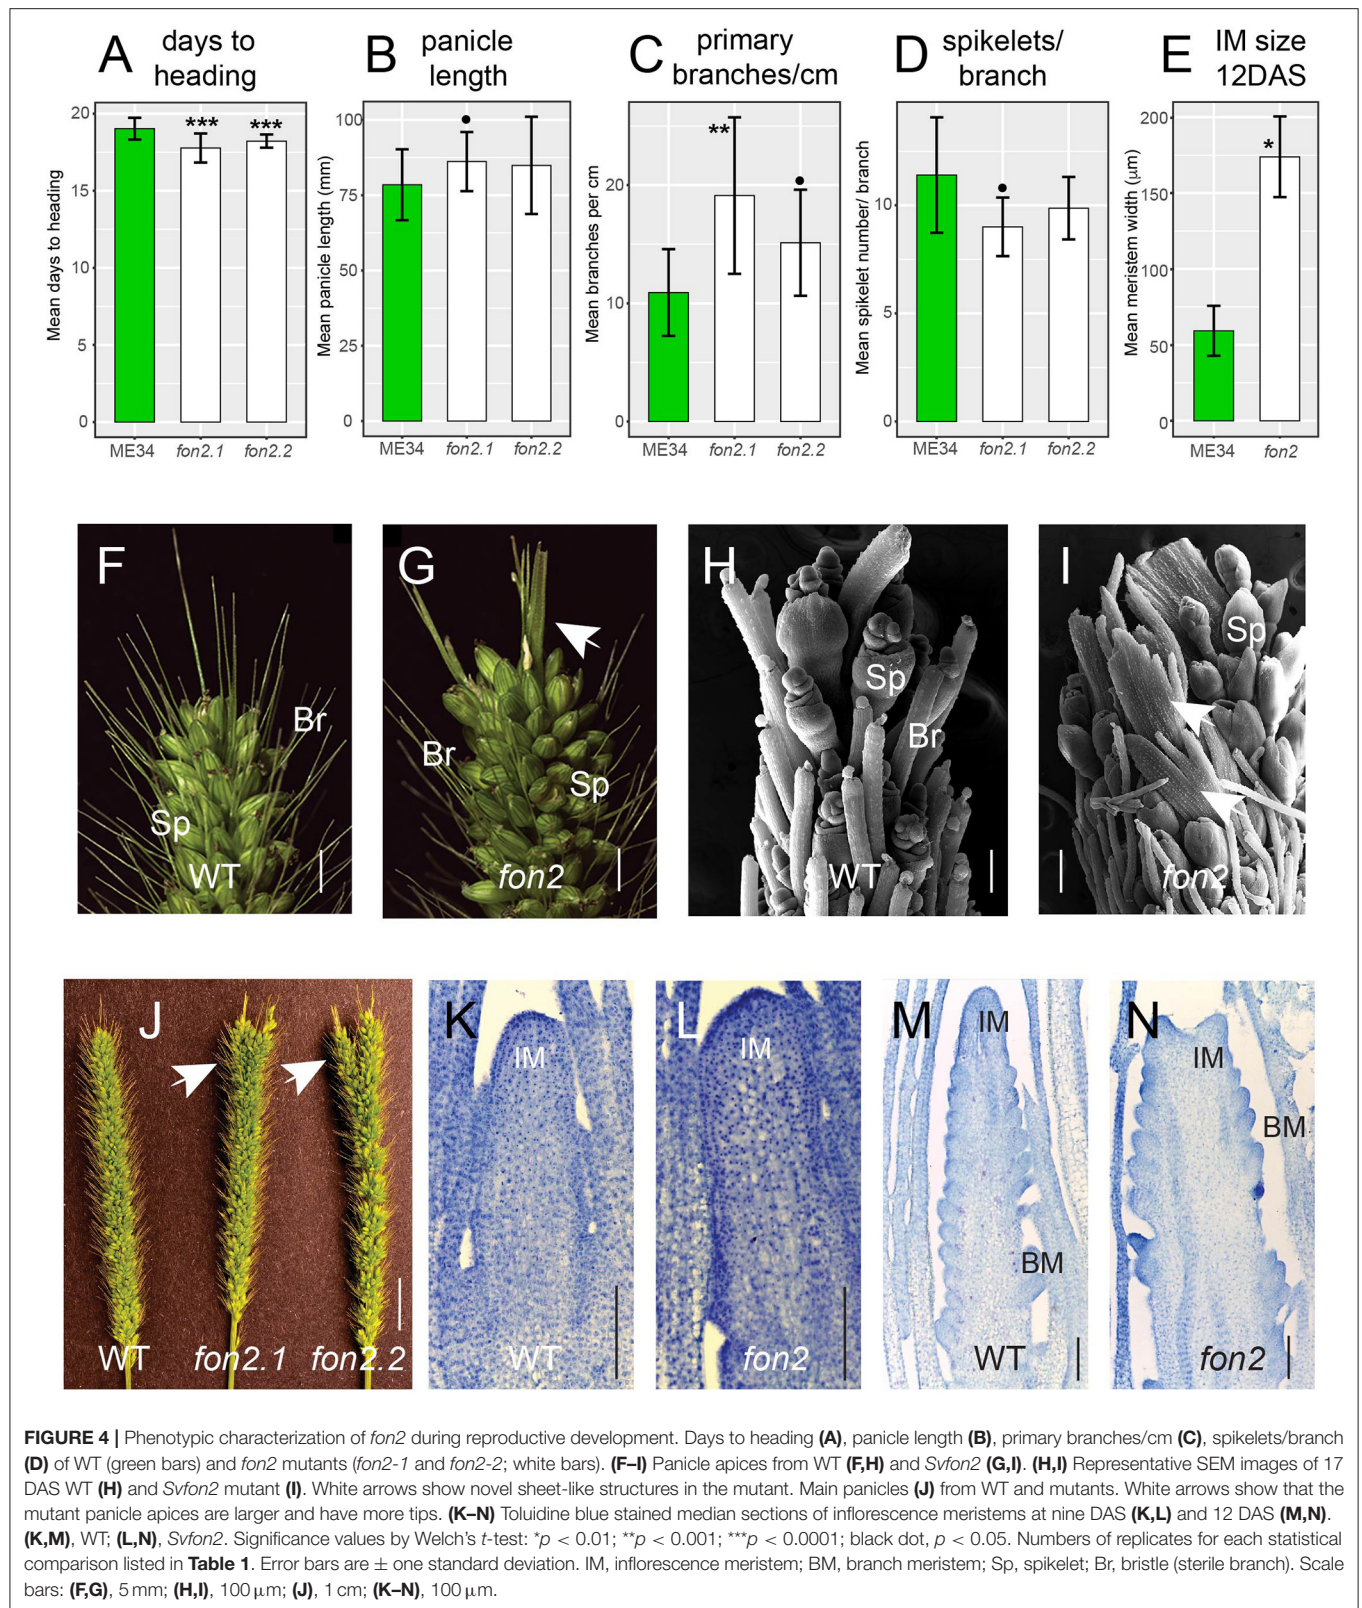 A days to heading
B panicle length
C primary branches/cm
D spikelets/ branch
E IM size 12DAS
Mean days to heading
20
15
10
5
0
ME34 fon2.1 fon2.2
*** ***
Mean panicle length (mm)
100
75
50
25
0
ME34 fon2.1 fon2.2
•
Mean branches per cm
20
10
0
ME34 fon2.1 fon2.2
** •
Mean spikelet number/ branch
10
5
0
ME34 fon2.1 fon2.2
•
Mean meristem width (µm)
200
150
100
50
0
ME34 fon2
*
F
Br
Sp
WT
G
Br
Sp
fon2
H
Sp
Br
WT
I
Sp
fon2
J
WT fon2.1 fon2.2
K
IM
WT
L
IM
fon2
M
IM
BM
WT
N
IM
BM
fon2
FIGURE 4 | Phenotypic characterization of fon2 during reproductive development. Days to heading (A), panicle length (B), primary branches/cm (C), spikelets/branch
(D) of WT (green bars) and fon2 mutants (fon2-1 and fon2-2; white bars). (F–I) Panicle apices from WT (F,H) and Svfon2 (G,I). (H,I) Representative SEM images of 17
DAS WT (H) and Svfon2 mutant (I). White arrows show novel sheet-like structures in the mutant. Main panicles (J) from WT and mutants. White arrows show that the
mutant panicle apices are larger and have more tips. (K–N) Toluidine blue stained median sections of inflorescence meristems at nine DAS (K,L) and 12 DAS (M,N).
(K,M), WT; (L,N), Svfon2. Significance values by Welch's t-test: *p < 0.01; **p < 0.001; ***p < 0.0001; black dot, p < 0.05. Numbers of replicates for each statistical
comparison listed in Table 1. Error bars are ± one standard deviation. IM, inflorescence meristem; BM, branch meristem; Sp, spikelet; Br, bristle (sterile branch). Scale
bars: (F,G), 5 mm; (H,I), 100 µm; (J), 1 cm; (K–N), 100 µm.